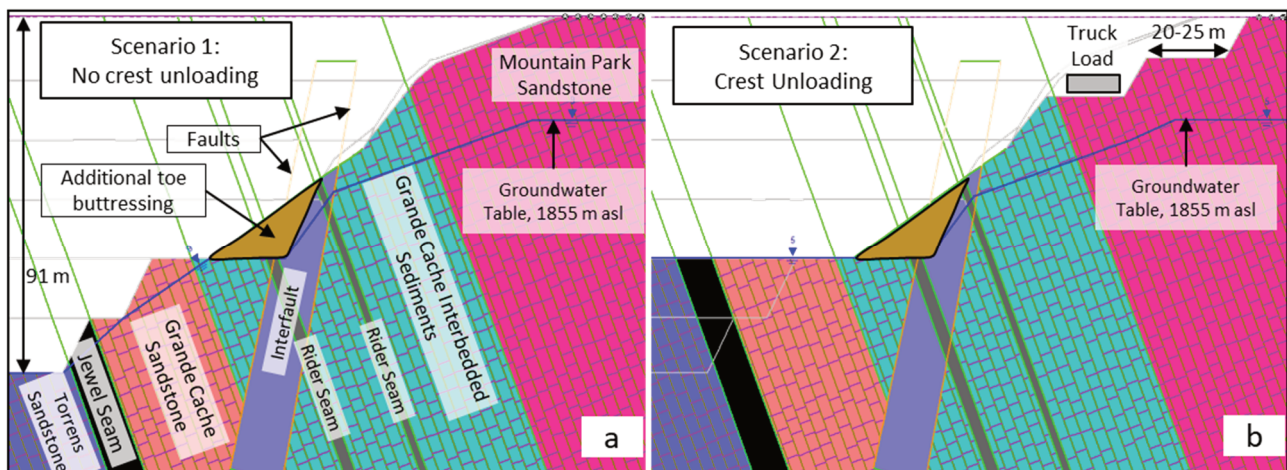 Scenario 1:
No crest unloading
Mountain Park
Sandstone
Faults
Additional toe
buttressing
Groundwater
Table, 1855 m asl
91 m
Torrens
Sandstone
Jewel Seam
Grande Cache
Sandstone
Interfault
Rider Seam
Rider Seam
Grande Cache Interbedded
Sediments
a
Scenario 2:
Crest Unloading
Truck
Load
20-25 m
Groundwater
Table, 1855 m asl
b